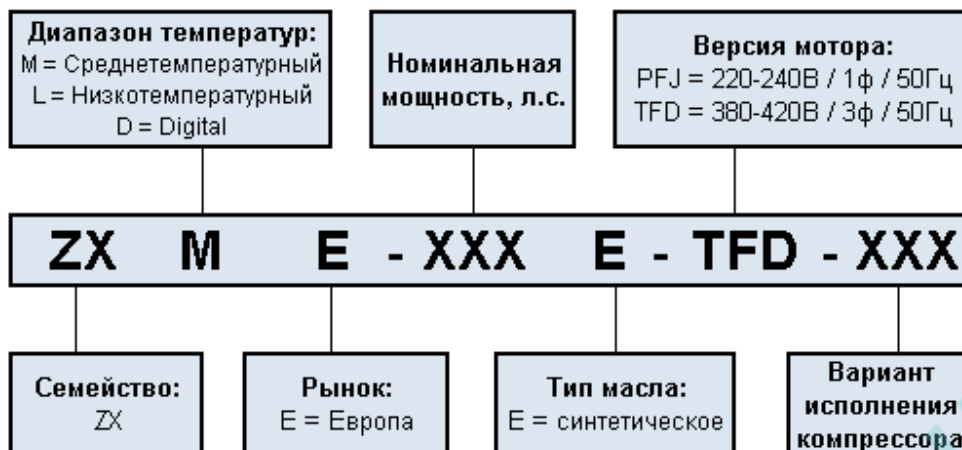 Диапазон температур:
М = Среднетемпературный
L = Низкотемпературный
D = Digital
Номинальная
мощность, л.с.
Версия мотора:
PFJ = 220-240В / 1ф / 50Гц
TFD = 380-420В / 3ф / 50Гц
ZX M E - XXX E - TFD - XXX
Семейство:
ZX
Рынок:
E = Европа
Тип масла:
E = синтетическое
Вариант
исполнения
компрессора